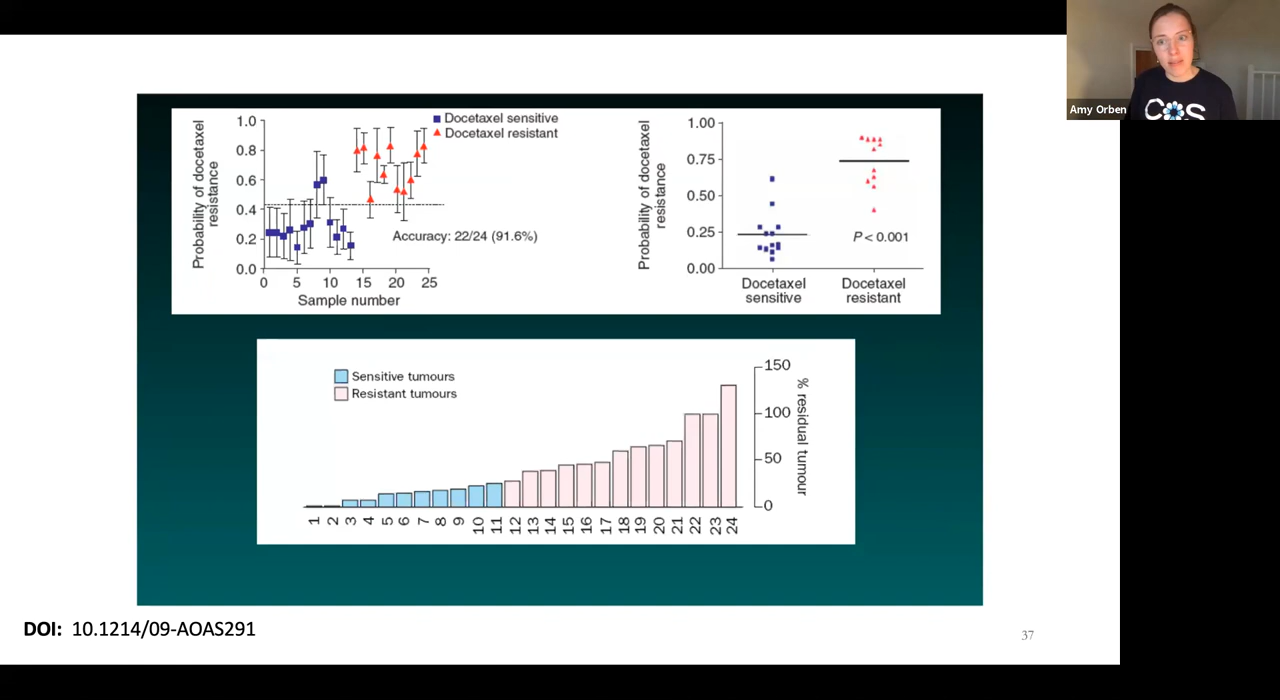 Amy Orben
COS
Probability of docetaxel
resistance
1.0
0.8
0.6
0.4
0.2
0.0
0
5
10
15
20
25
Sample number
Docetaxel sensitive
Docetaxel resistant
Accuracy: 22/24 (91.6%)
Probability of docetaxel
resistance
1.00
0.75
0.50
0.25
0.00
P < 0.001
Docetaxel
sensitive
Docetaxel
resistant
Sensitive tumours
Resistant tumours
150
100
50
0
% residual tumour
1
2
3
4
5
6
7
8
9
10
11
12
13
14
15
16
17
18
19
20
21
22
23
24
DOI: 10.1214/09-AOAS291
37